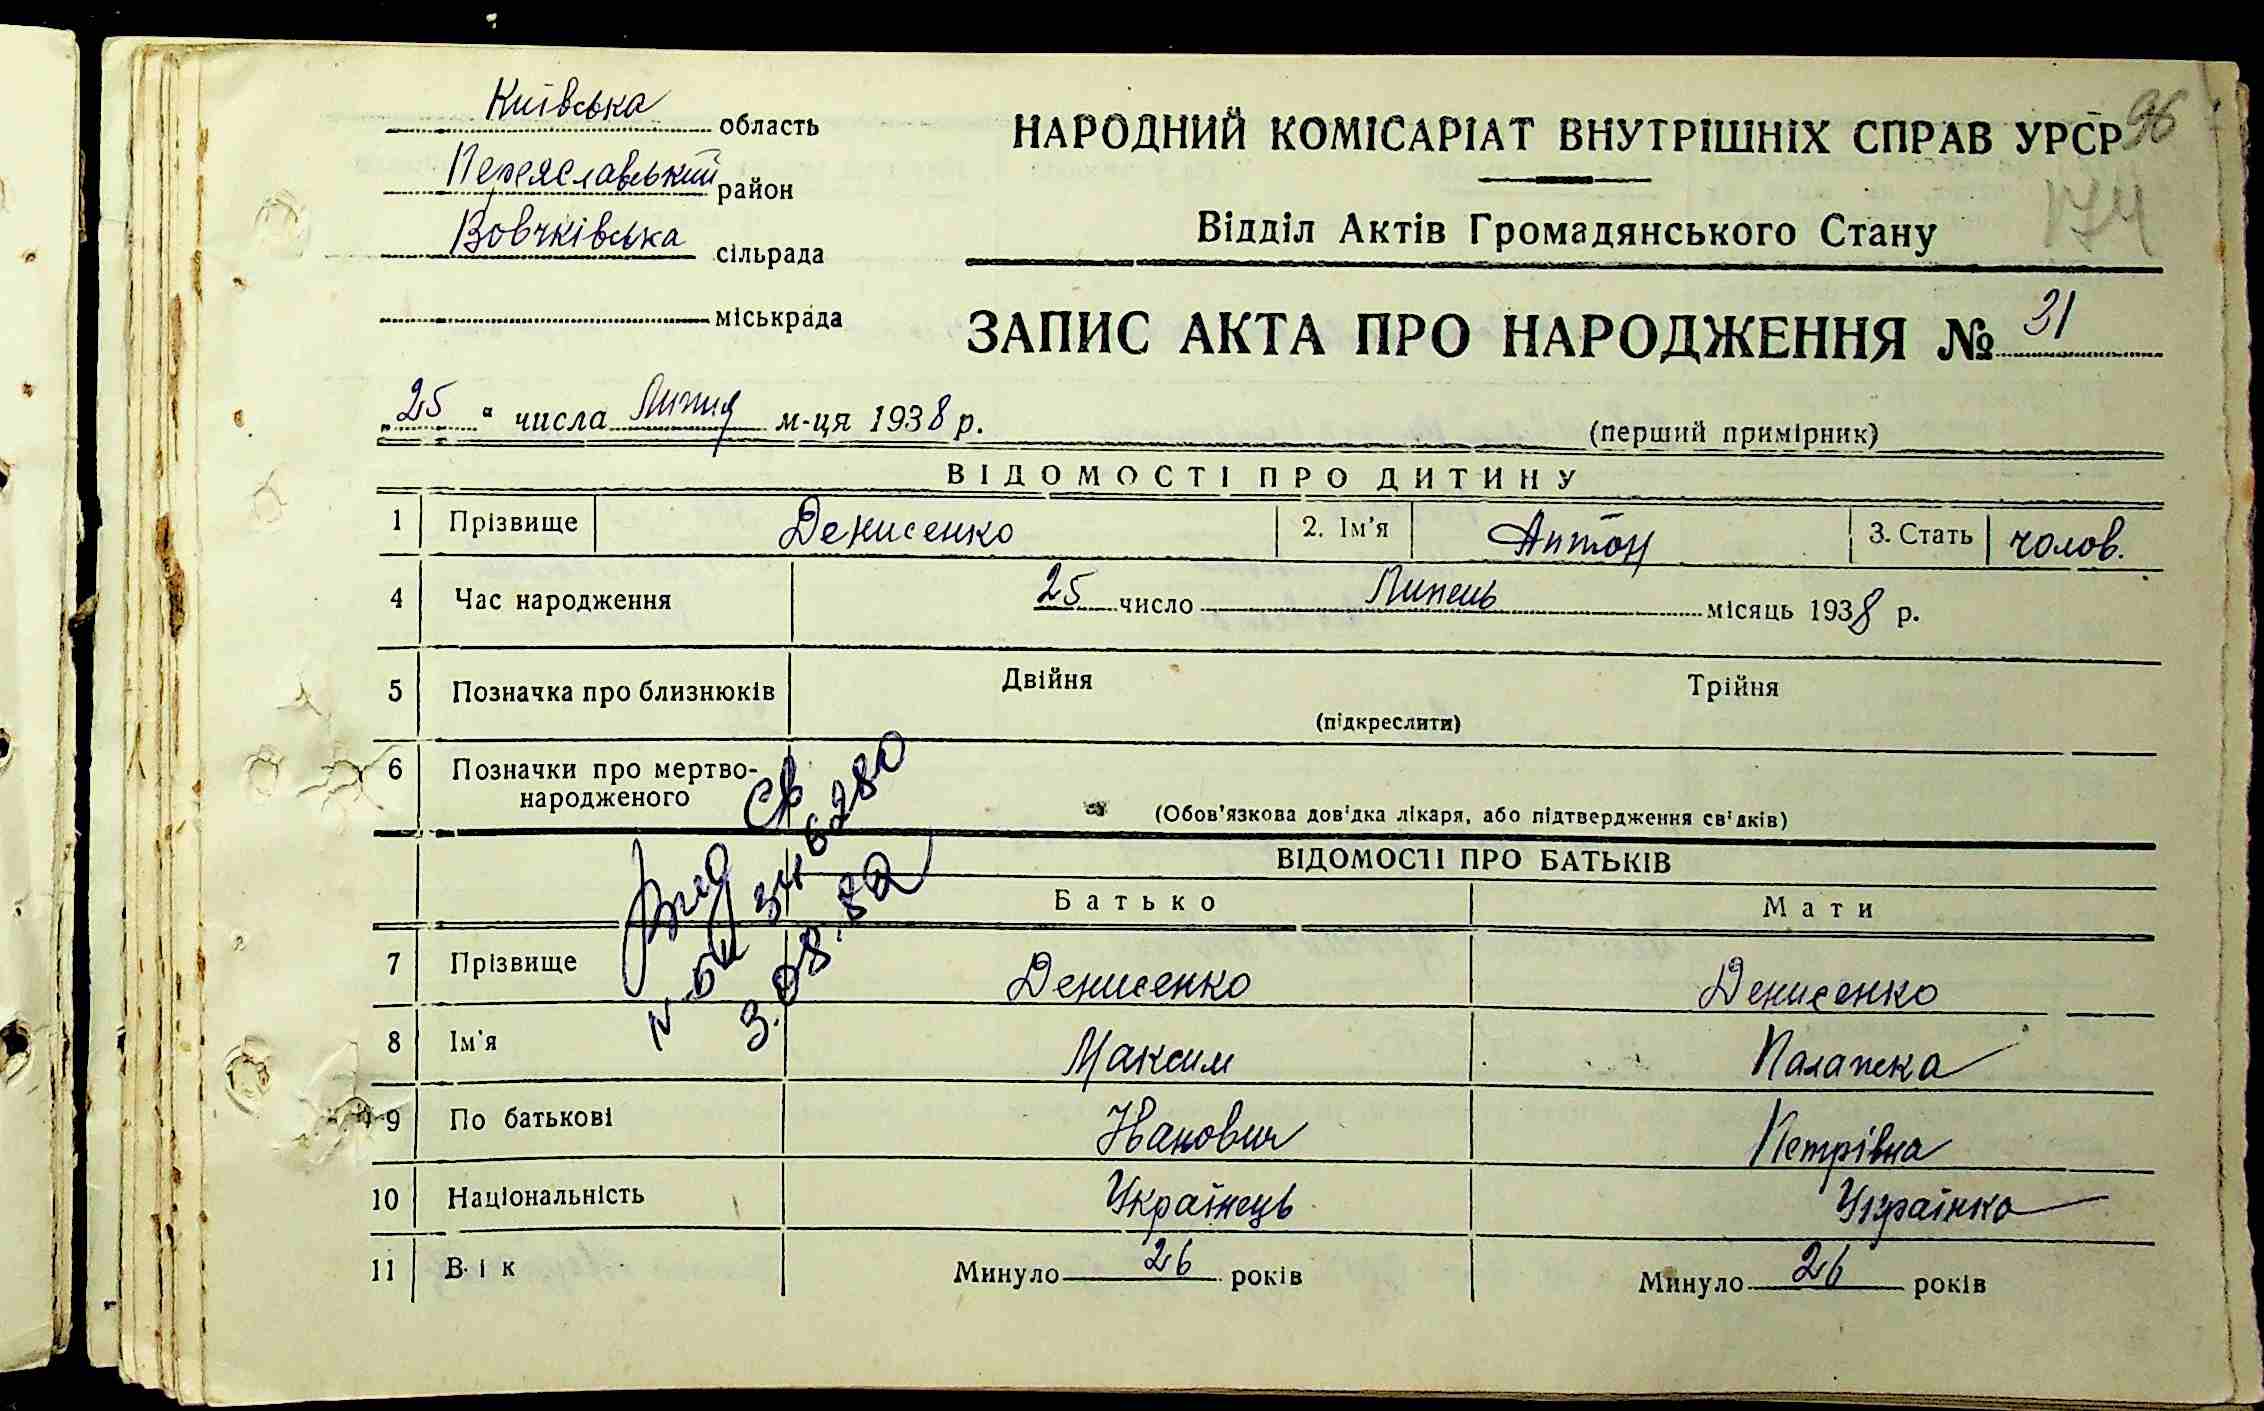 Київська область
Переяславський район
Вовчківська сільрада
міськрада
НАРОДНИЙ КОМІСАРІАТ ВНУТРІШНІХ СПРАВ УРСР
96
174
Відділ Актів Громадянського Стану
ЗАПИС АКТА ПРО НАРОДЖЕННЯ № 31
„25" числа Липня м-ця 1938 р.
(перший примірник)
ВІДОМОСТІ ПРО ДИТИНУ
1 Прізвище Денисенко 2. Ім'я Антон 3. Стать чолов.
4 Час народження 25 число Липень місяць 1938 р.
5 Позначка про близнюків Двійня Трійня
(підкреслити)
6 Позначки про мертво-
народженого
(Обов'язкова довідка лікаря, або підтвердження свідків)
ВІДОМОСТІ ПРО БАТЬКІВ
Батько Мати
7 Прізвище Денисенко Денисенко
8 Ім'я Максим Палажка
9 По батькові Иванович Петрівна
10 Національність Українець Українка
11 Вік Минуло 26 років Минуло 26 років